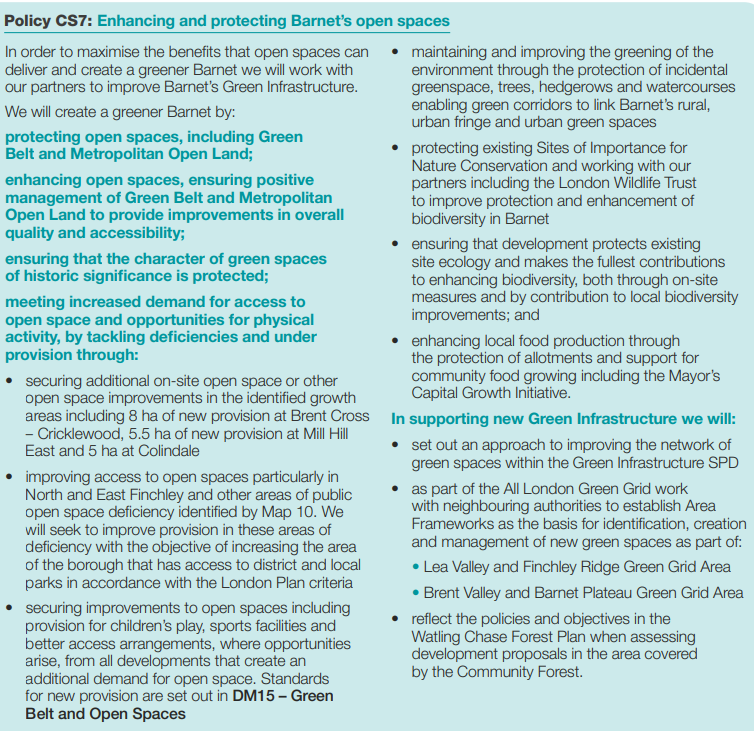 Policy CS7: Enhancing and protecting Barnet's open spaces
In order to maximise the benefits that open spaces can
deliver and create a greener Barnet we will work with
our partners to improve Barnet's Green Infrastructure.
We will create a greener Barnet by:
protecting open spaces, including Green
Belt and Metropolitan Open Land;
enhancing open spaces, ensuring positive
management of Green Belt and Metropolitan
Open Land to provide improvements in overall
quality and accessibility;
ensuring that the character of green spaces
of historic significance is protected;
meeting increased demand for access to
open space and opportunities for physical
activity, by tackling deficiencies and under
provision through:
• securing additional on-site open space or other
open space improvements in the identified growth
areas including 8 ha of new provision at Brent Cross
– Cricklewood, 5.5 ha of new provision at Mill Hill
East and 5 ha at Colindale
• improving access to open spaces particularly in
North and East Finchley and other areas of public
open space deficiency identified by Map 10. We
will seek to improve provision in these areas of
deficiency with the objective of increasing the area
of the borough that has access to district and local
parks in accordance with the London Plan criteria
• securing improvements to open spaces including
provision for children's play, sports facilities and
better access arrangements, where opportunities
arise, from all developments that create an
additional demand for open space. Standards
for new provision are set out in DM15 – Green
Belt and Open Spaces
• maintaining and improving the greening of the
environment through the protection of incidental
greenspace, trees, hedgerows and watercourses
enabling green corridors to link Barnet's rural,
urban fringe and urban green spaces
• protecting existing Sites of Importance for
Nature Conservation and working with our
partners including the London Wildlife Trust
to improve protection and enhancement of
biodiversity in Barnet
• ensuring that development protects existing
site ecology and makes the fullest contributions
to enhancing biodiversity, both through on-site
measures and by contribution to local biodiversity
improvements; and
• enhancing local food production through
the protection of allotments and support for
community food growing including the Mayor's
Capital Growth Initiative.
In supporting new Green Infrastructure we will:
• set out an approach to improving the network of
green spaces within the Green Infrastructure SPD
• as part of the All London Green Grid work
with neighbouring authorities to establish Area
Frameworks as the basis for identification, creation
and management of new green spaces as part of:
• Lea Valley and Finchley Ridge Green Grid Area
• Brent Valley and Barnet Plateau Green Grid Area
• reflect the policies and objectives in the
Watling Chase Forest Plan when assessing
development proposals in the area covered
by the Community Forest.